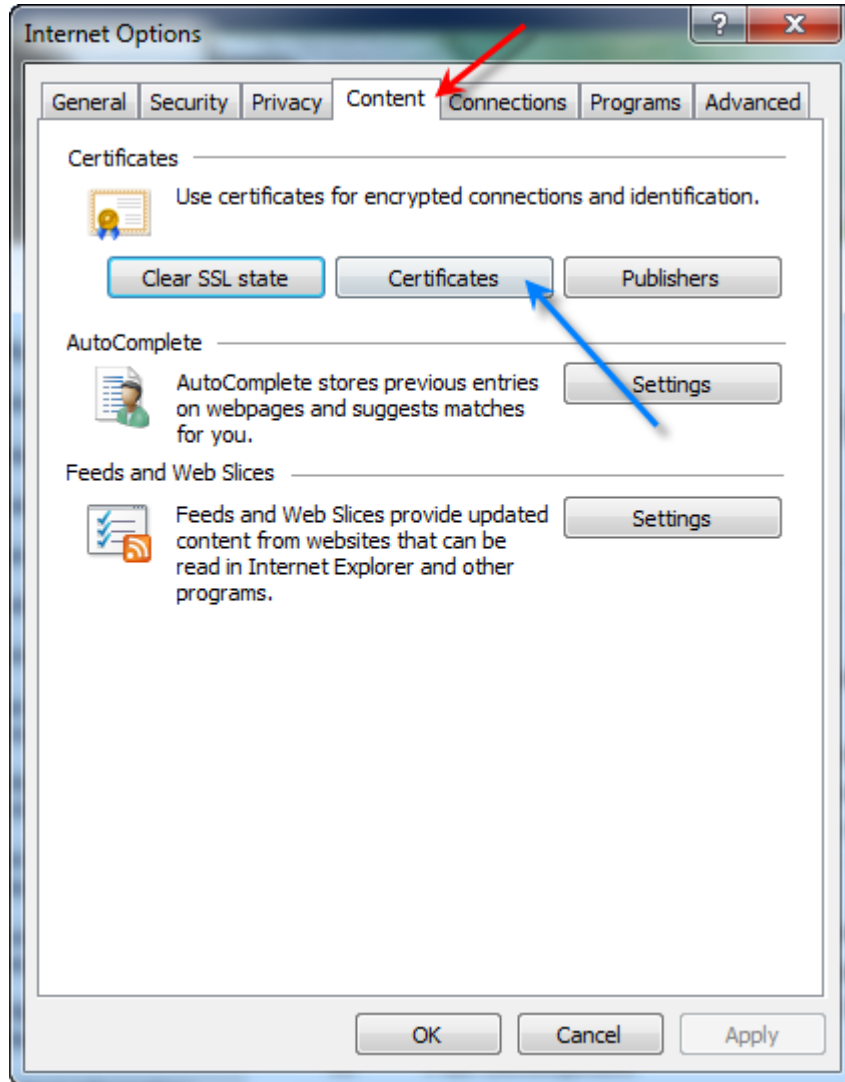 Internet Options
?
X
General Security Privacy Content Connections Programs Advanced
Certificates
Use certificates for encrypted connections and identification.
Clear SSL state Certificates Publishers
AutoComplete
AutoComplete stores previous entries
on webpages and suggests matches
for you.
Settings
Feeds and Web Slices
Feeds and Web Slices provide updated
content from websites that can be
read in Internet Explorer and other
programs.
Settings
OK Cancel Apply